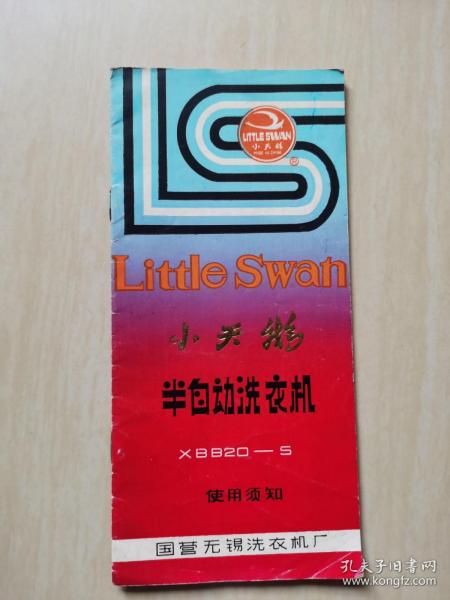 LITTLE SWAN
小天鹅
MADE IN CHINA
®
Little Swan
小天鹅
半自动洗衣机
XBB20—S
使用须知
国营无锡洗衣机厂
孔夫子旧书网
www.kongfz.com